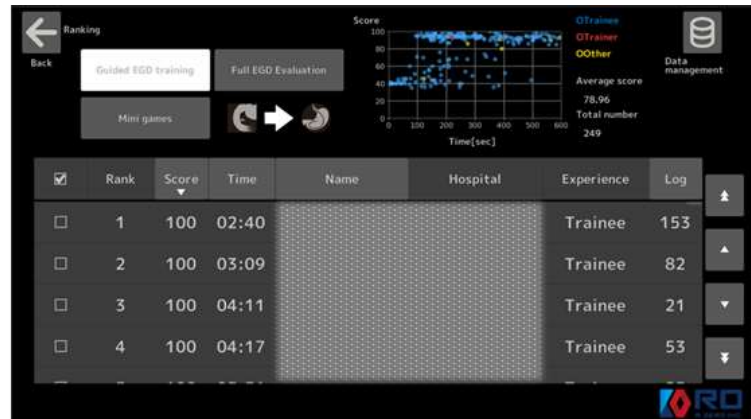 Ranking
Back
Guided EGD training
Full EGD Evaluation
Mini games
Score
100
80
60
40
20
0
0 100 200 300 400 500 600
Time[sec]
OTrainee
OTrainer
OOther
Average score
78.96
Total number
249
Data
management
Rank Score Time Name Hospital Experience Log
1 100 02:40 Trainee 153
2 100 03:09 Trainee 82
3 100 04:11 Trainee 21
4 100 04:17 Trainee 53
RD